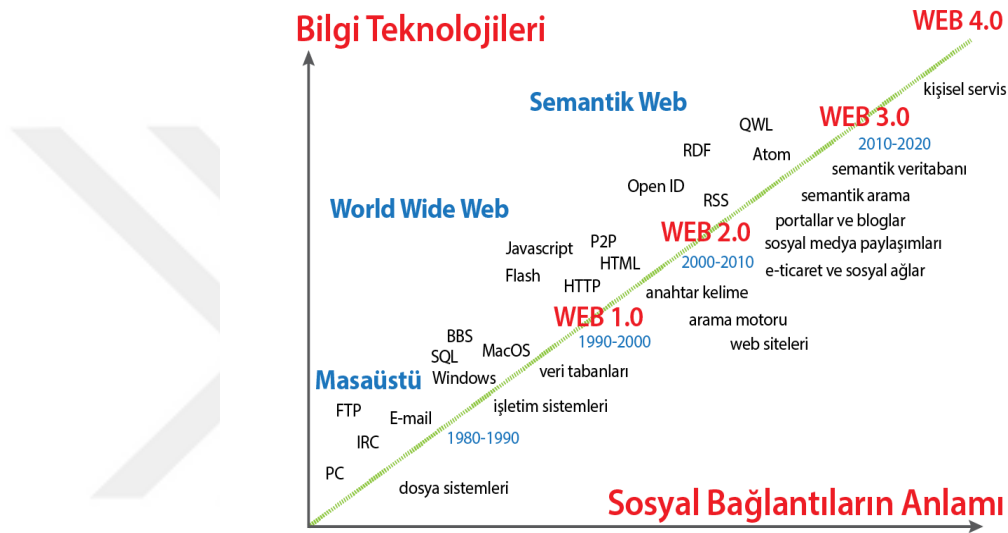 Bilgi Teknolojileri
WEB 4.0
kişisel servis
Semantik Web
WEB 3.0
QWL
2010-2020
RDF
Atom
semantik veritabanı
Open ID
RSS
semantik arama
World Wide Web
portallar ve bloglar
WEB 2.0
P2P
Javascript
sosyal medya paylaşımları
HTML
2000-2010
Flash
e-ticaret ve sosyal ağlar
HTTP
anahtar kelime
WEB 1.0
arama motoru
BBS
1990-2000
web siteleri
SQL
MacOS
Masaüstü
Windows
veri tabanları
FTP
E-mail
işletim sistemleri
IRC
1980-1990
PC
dosya sistemleri
Sosyal Bağlantıların Anlamı